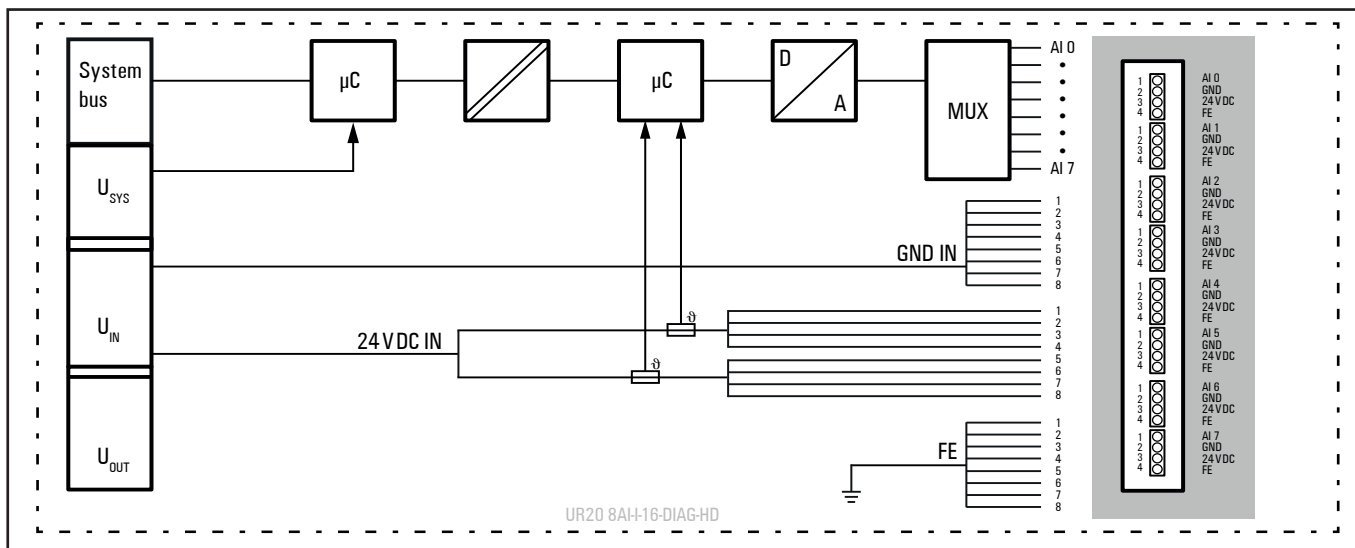 System
bus
U SYS
U IN
U OUT
µC
µC
D
A
MUX
AI 0
AI 7
GND IN
1
2
3
4
5
6
7
8
24 V DC IN
ϑ
ϑ
1
2
3
4
5
6
7
8
FE
1
2
3
4
5
6
7
8
UR20 8AI-I-16-DIAG-HD
1 AI 0
2 GND
3 24 V DC
4 FE
1 AI 1
2 GND
3 24 V DC
4 FE
1 AI 2
2 GND
3 24 V DC
4 FE
1 AI 3
2 GND
3 24 V DC
4 FE
1 AI 4
2 GND
3 24 V DC
4 FE
1 AI 5
2 GND
3 24 V DC
4 FE
1 AI 6
2 GND
3 24 V DC
4 FE
1 AI 7
2 GND
3 24 V DC
4 FE